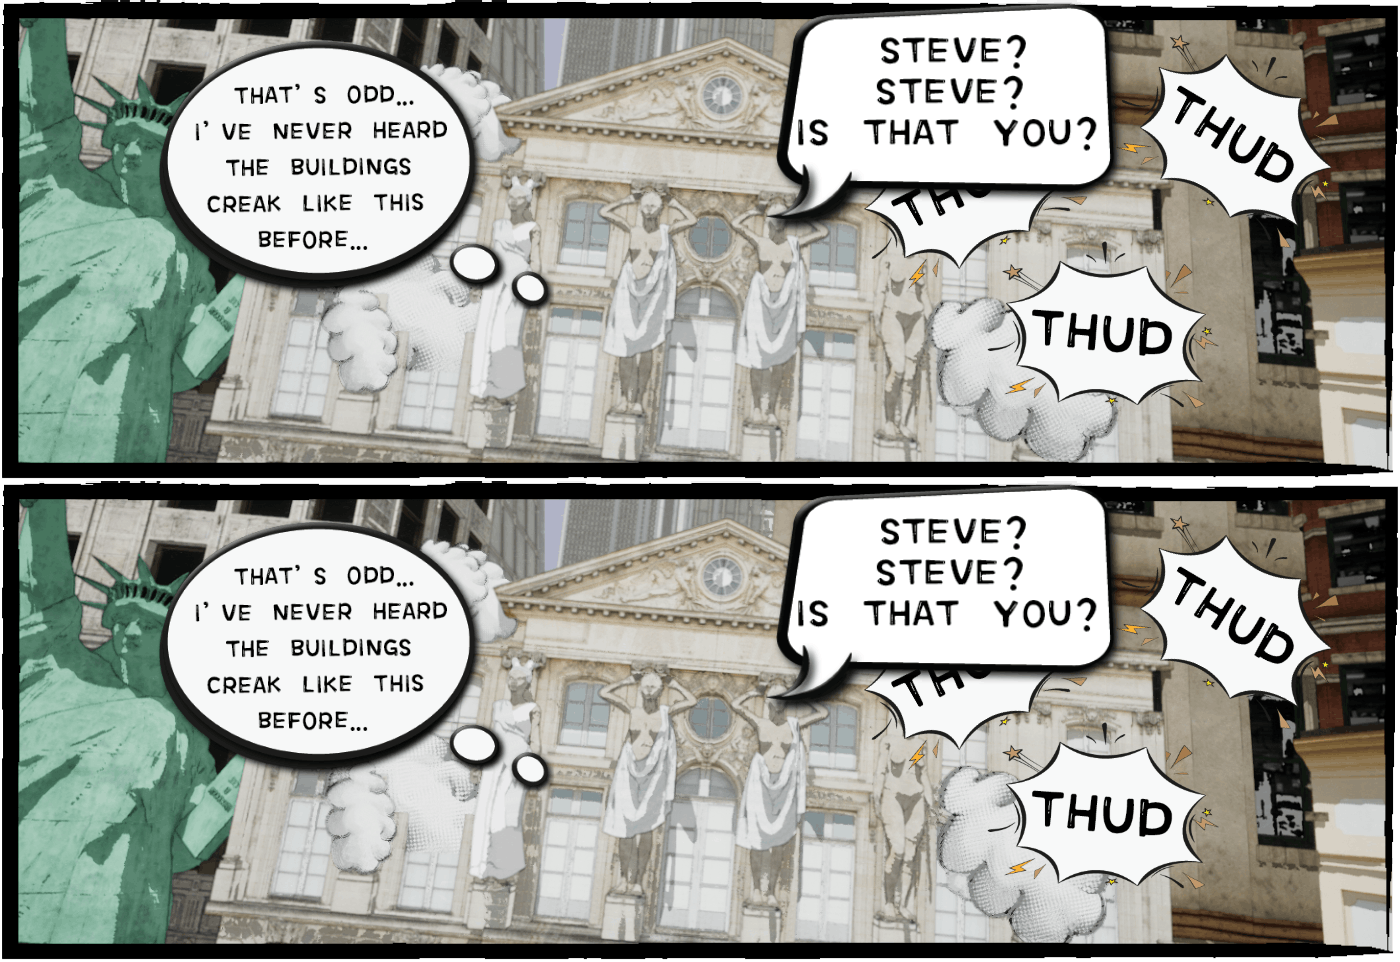 THAT'S ODD...
I'VE NEVER HEARD
THE BUILDINGS
CREAK LIKE THIS
BEFORE...
STEVE?
STEVE?
IS THAT YOU?
THUD
THUD
THAT'S ODD...
I'VE NEVER HEARD
THE BUILDINGS
CREAK LIKE THIS
BEFORE...
STEVE?
STEVE?
IS THAT YOU?
THUD
THUD